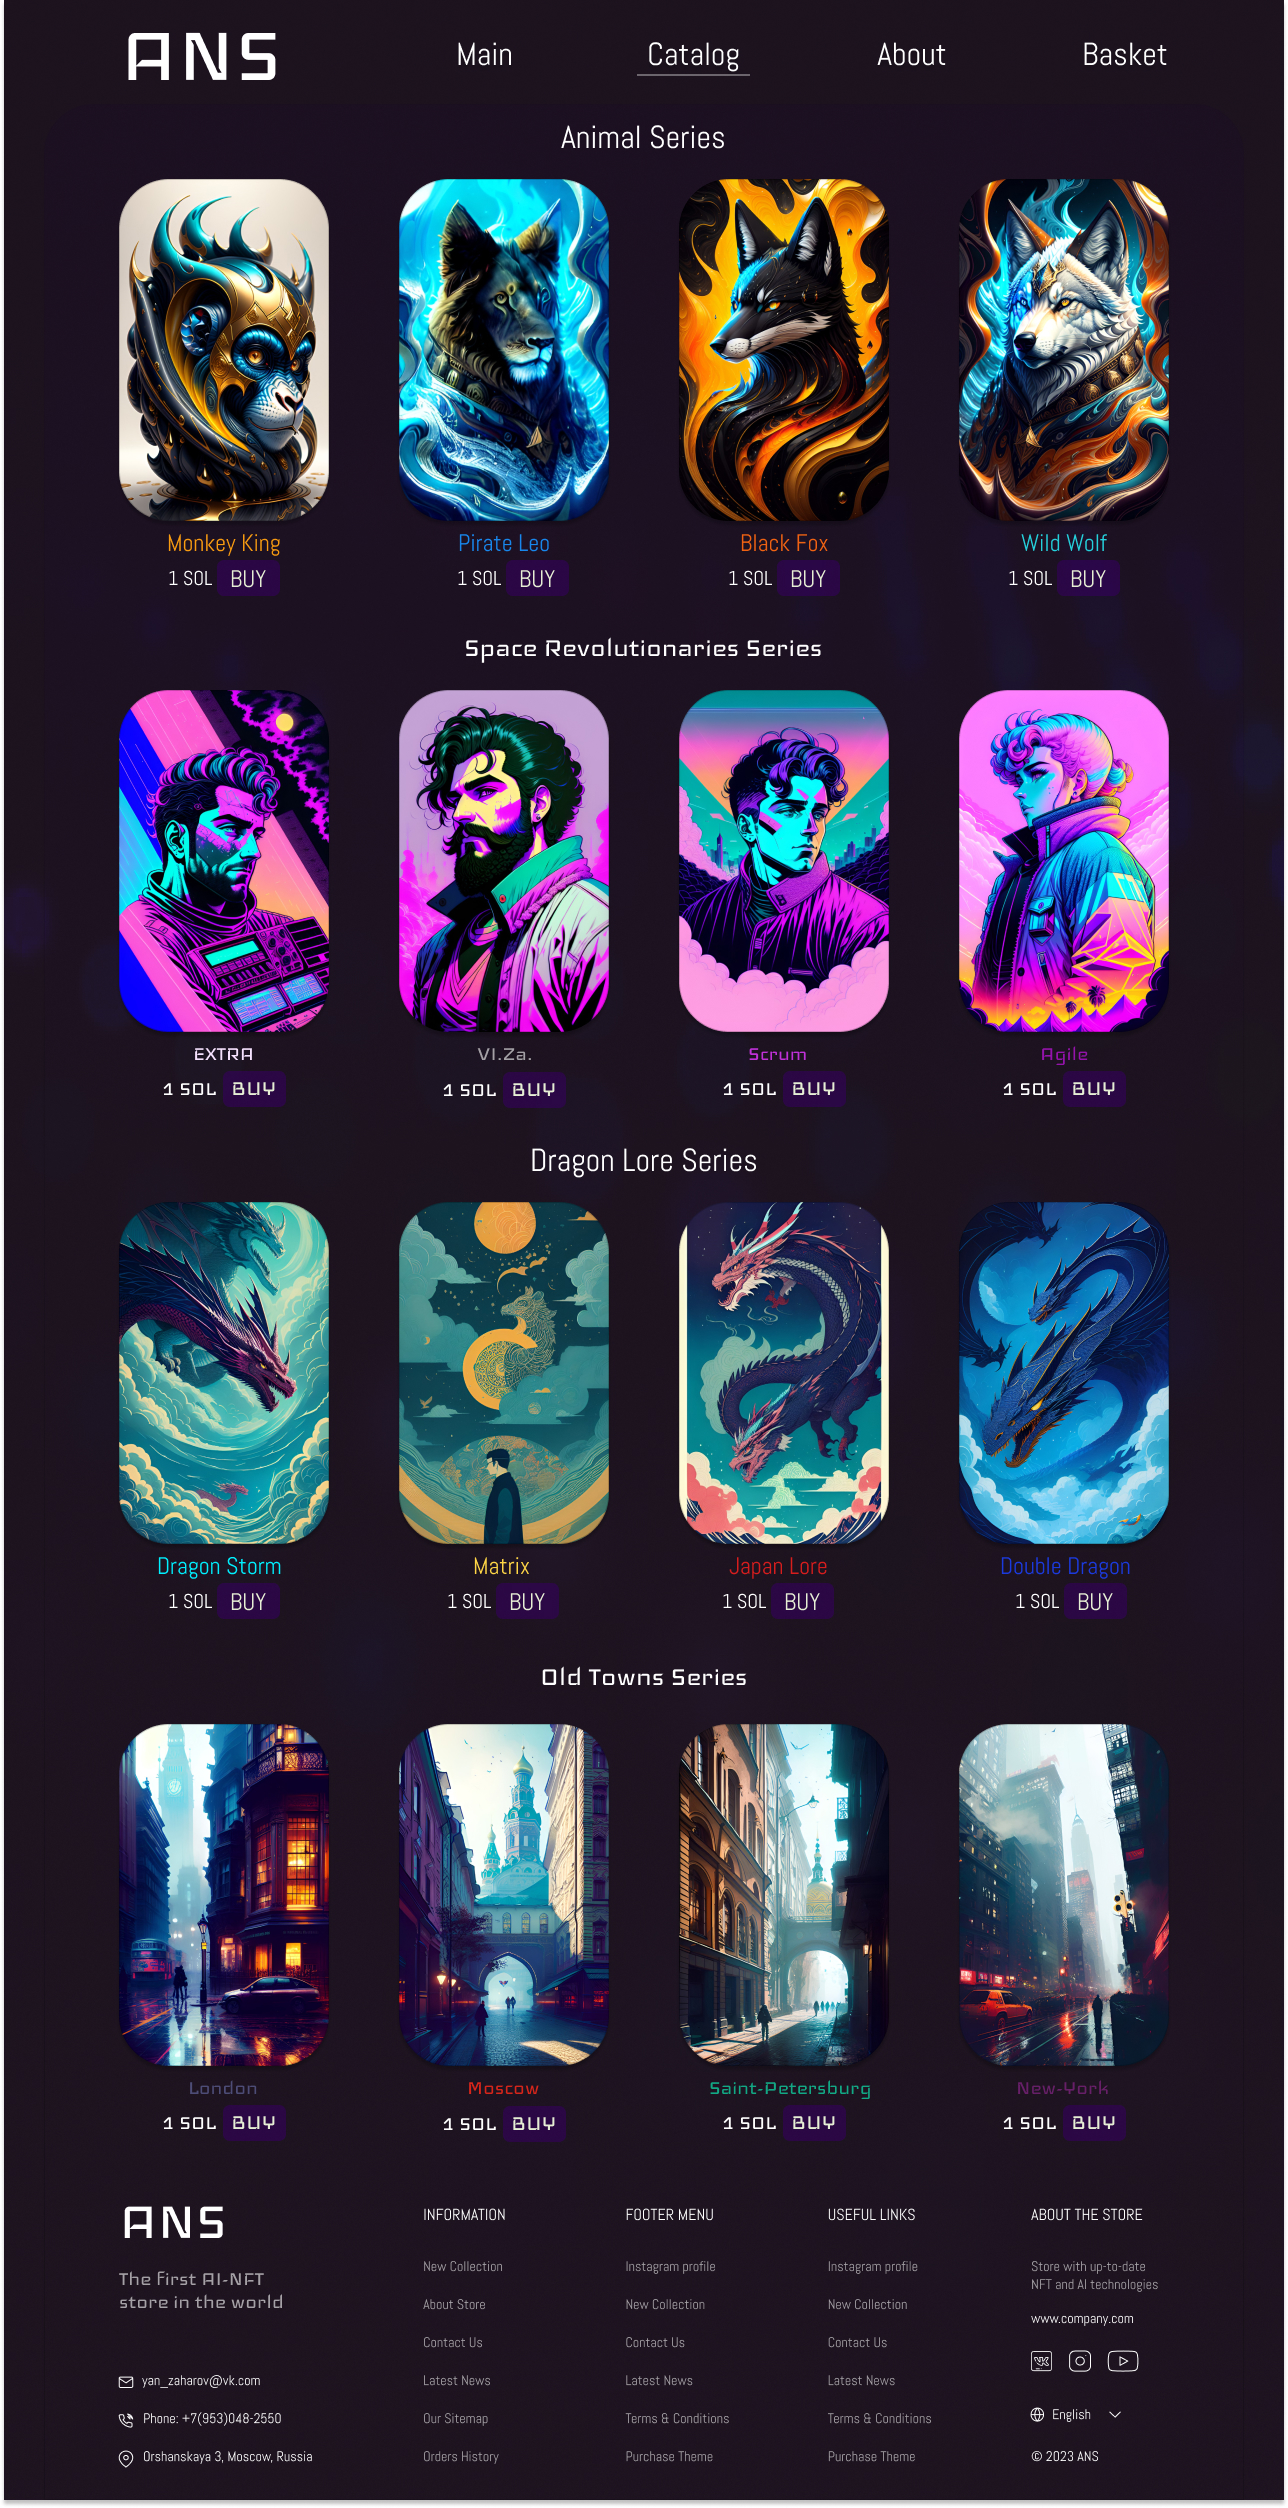 ANS
Main
Catalog
About
Basket
Animal Series
Monkey King
Pirate Leo
Black Fox
Wild Wolf
1 SOL BUY
1 SOL BUY
1 SOL BUY
1 SOL BUY
Space Revolutionaries Series
EXTRA
VI.Za.
Scrum
Agile
1 SOL BUY
1 SOL BUY
1 SOL BUY
1 SOL BUY
Dragon Lore Series
Dragon Storm
Matrix
Japan Lore
Double Dragon
1 SOL BUY
1 SOL BUY
1 SOL BUY
1 SOL BUY
Old Towns Series
London
Moscow
Saint-Petersburg
New-York
1 SOL BUY
1 SOL BUY
1 SOL BUY
1 SOL BUY
ANS
The First AI-NFT
store in the world
yan_zaharov@vk.com
Phone: +7(953)048-2550
Orshanskaya 3, Moscow, Russia
INFORMATION
New Collection
About Store
Contact Us
Latest News
Our Sitemap
Orders History
FOOTER MENU
Instagram profile
New Collection
Contact Us
Latest News
Terms & Conditions
Purchase Theme
USEFUL LINKS
Instagram profile
New Collection
Contact Us
Latest News
Terms & Conditions
Purchase Theme
ABOUT THE STORE
Store with up-to-date
NFT and AI technologies
www.company.com
English
© 2023 ANS